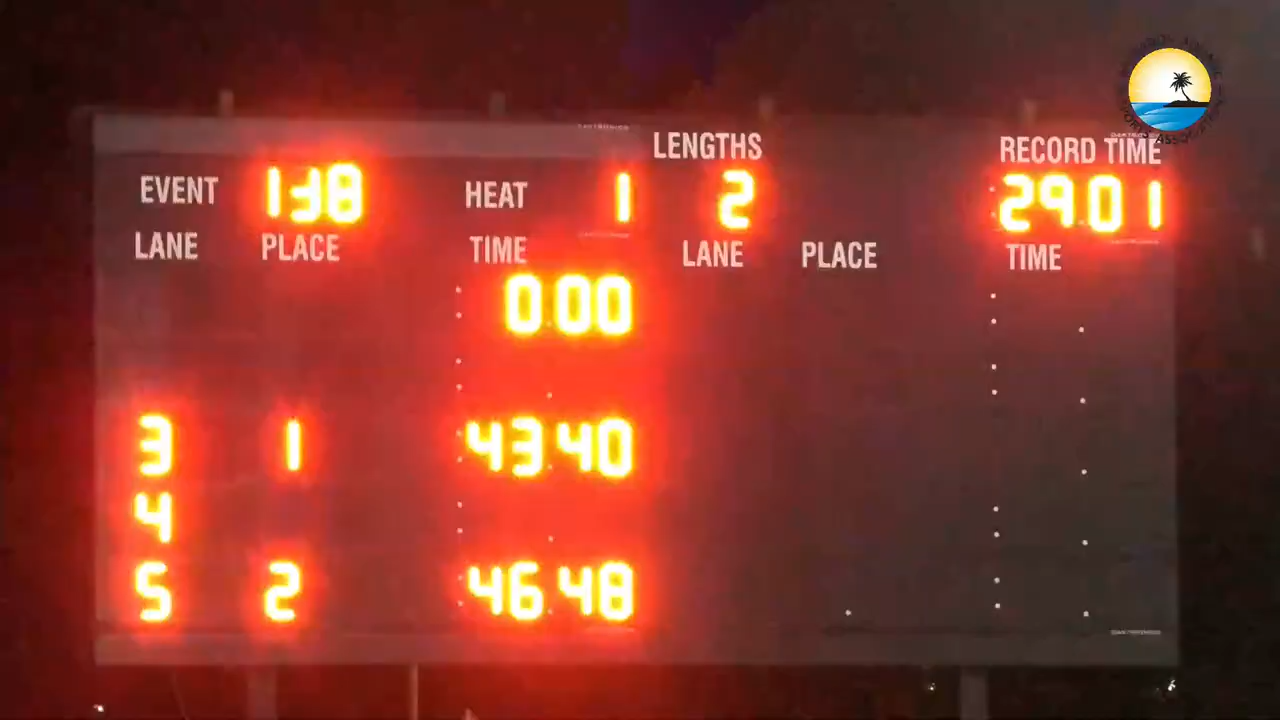 LENGTHS
RECORD TIME
EVENT 138 HEAT 1 2 29.01
LANE PLACE TIME LANE PLACE TIME
0.00
3 1 43.40
4
5 2 46.48